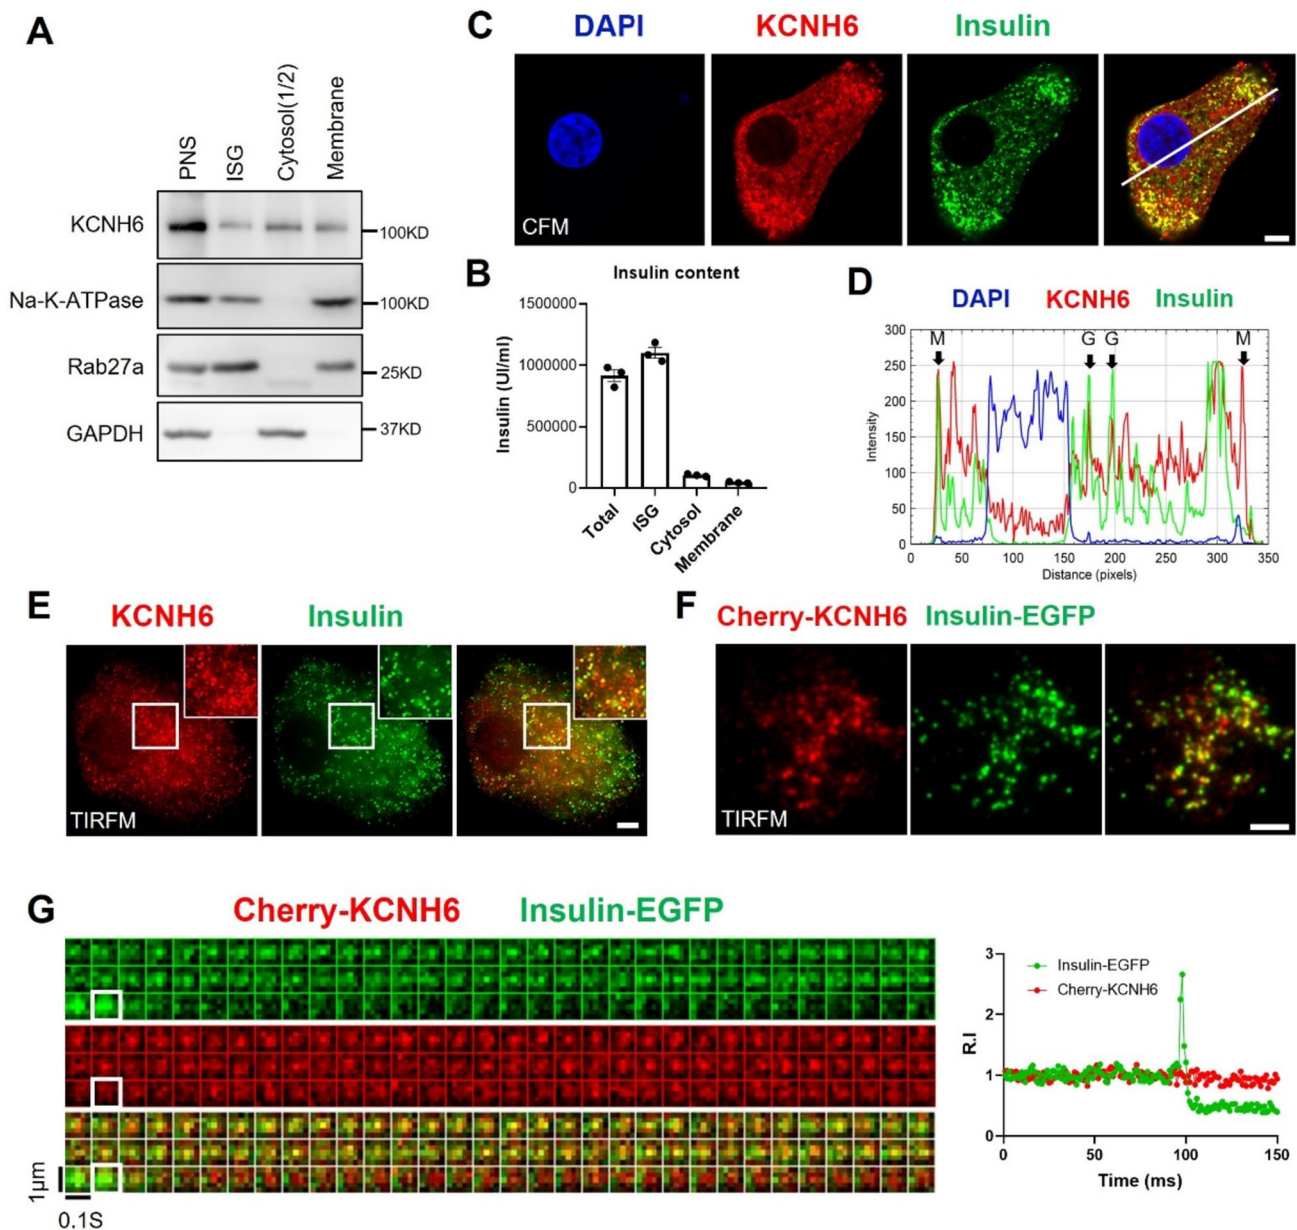 A
PNS
ISG
Cytosol(1/2)
Membrane
KCNH6
100KD
Na-K-ATPase
100KD
Rab27a
25KD
GAPDH
37KD
B
Insulin content
Insulin (UI/ml)
1500000
1000000
500000
0
Total
ISG
Cytosol
Membrane
C
DAPI
KCNH6
Insulin
CFM
D
DAPI
KCNH6
Insulin
M
G
G
M
Intensity
300
250
200
150
100
50
0
0
50
100
150
200
250
300
350
Distance (pixels)
E
KCNH6
Insulin
TIRFM
F
Cherry-KCNH6
Insulin-EGFP
TIRFM
G
Cherry-KCNH6
Insulin-EGFP
1μm
0.1S
Insulin-EGFP
Cherry-KCNH6
R.I
3
2
1
0
0
50
100
150
Time (ms)